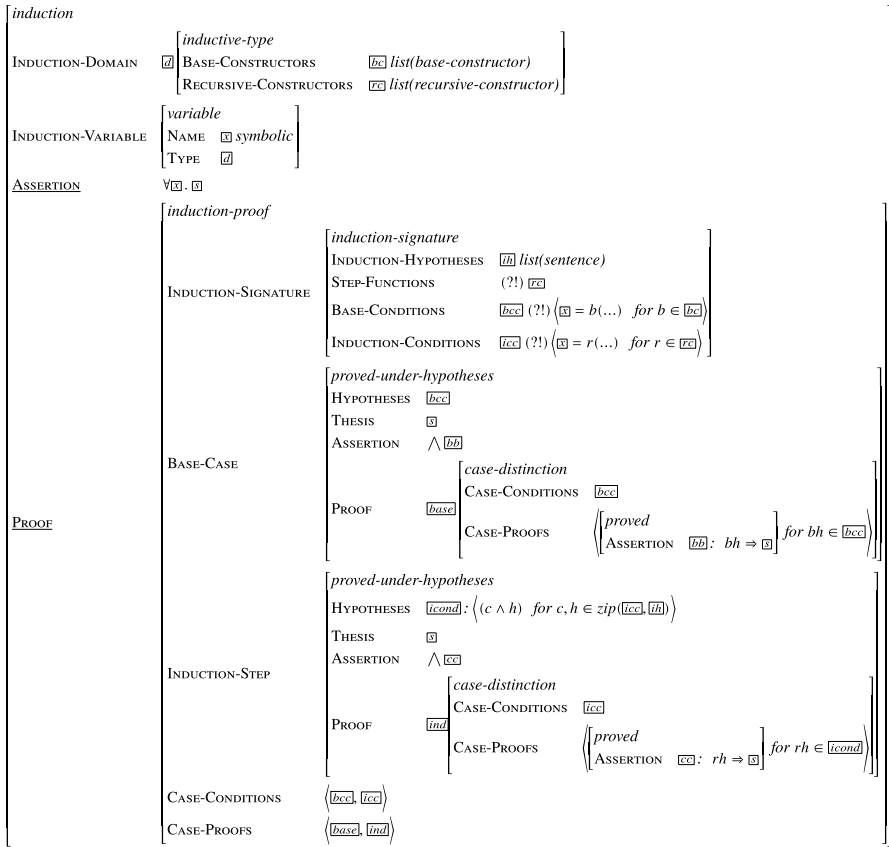 induction
INDUCTION-DOMAIN d inductive-type
BASE-CONSTRUCTORS bc list(base-constructor)
RECURSIVE-CONSTRUCTORS rc list(recursive-constructor)
INDUCTION-VARIABLE variable
NAME x symbolic
TYPE d
ASSERTION ∀x . s
PROOF induction-proof
INDUCTION-SIGNATURE induction-signature
INDUCTION-HYPOTHESES ih list(sentence)
STEP-FUNCTIONS (?!) rc
BASE-CONDITIONS bcc (?!) ⟨x = b(...) for b ∈ bc⟩
INDUCTION-CONDITIONS icc (?!) ⟨x = r(...) for r ∈ rc⟩
BASE-CASE proved-under-hypotheses
HYPOTHESES bcc
THESIS s
ASSERTION ⋀ bb
PROOF base case-distinction
CASE-CONDITIONS bcc
CASE-PROOFS ⟨[proved
ASSERTION bb : bh ⇒ s] for bh ∈ bcc⟩
INDUCTION-STEP proved-under-hypotheses
HYPOTHESES icond : ⟨(c ∧ h) for c, h ∈ zip(icc, ih)⟩
THESIS s
ASSERTION ⋀ cc
PROOF ind case-distinction
CASE-CONDITIONS icc
CASE-PROOFS ⟨[proved
ASSERTION cc : rh ⇒ s] for rh ∈ icond⟩
CASE-CONDITIONS ⟨bcc, icc⟩
CASE-PROOFS ⟨base, ind⟩